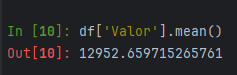 In [10]: df['Valor'].mean()
Out[10]: 12952.659715265761